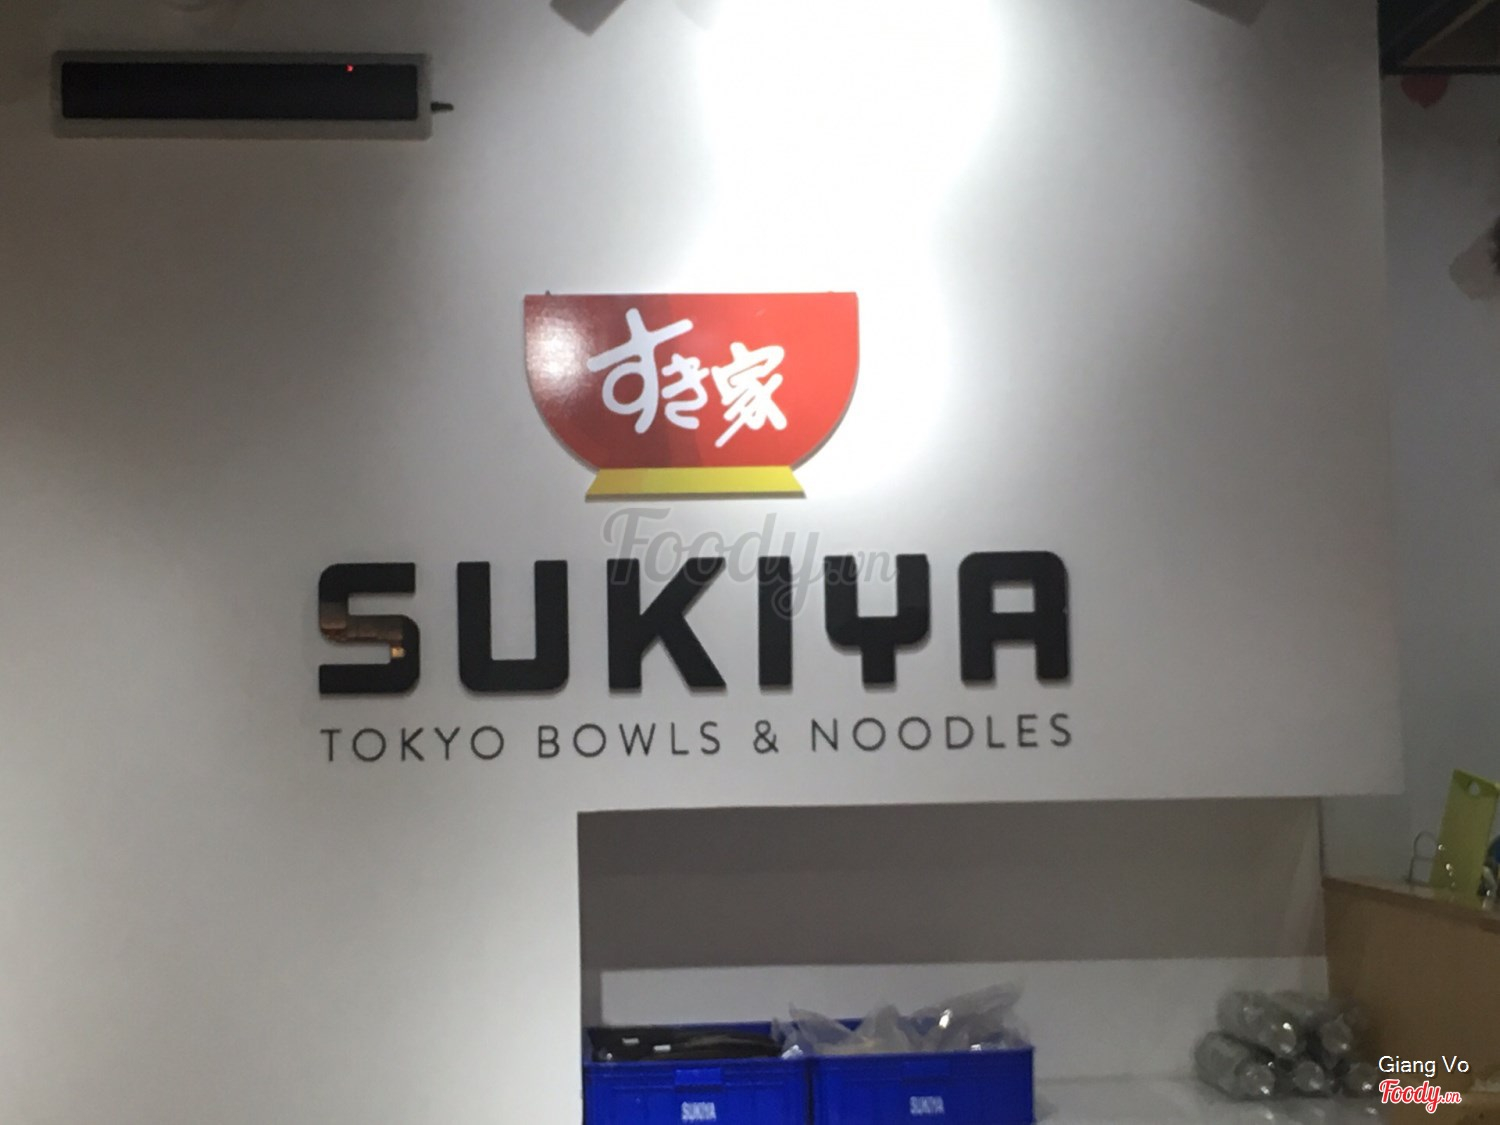 すき家
Foody.vn
SUKIYA
TOKYO BOWLS & NOODLES
SUKIYA
SUKIYA
Giang Vo
Foody.vn